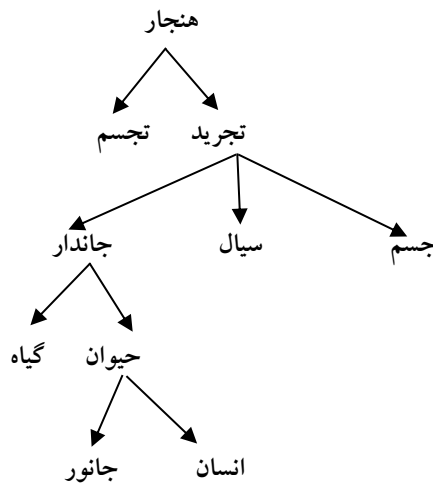 هنجار
تجرید تجسم
جسم سیال جاندار
حیوان گیاه
انسان جانور